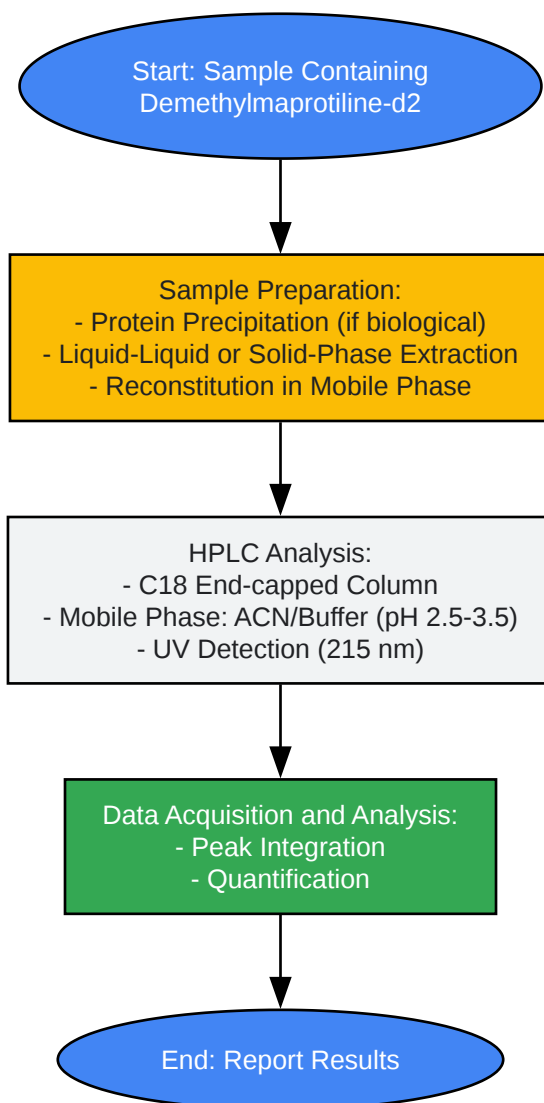 Start: Sample Containing
Demethylmaprotiline-d2
Sample Preparation:
- Protein Precipitation (if biological)
- Liquid-Liquid or Solid-Phase Extraction
- Reconstitution in Mobile Phase
HPLC Analysis:
- C18 End-capped Column
- Mobile Phase: ACN/Buffer (pH 2.5-3.5)
- UV Detection (215 nm)
Data Acquisition and Analysis:
- Peak Integration
- Quantification
End: Report Results